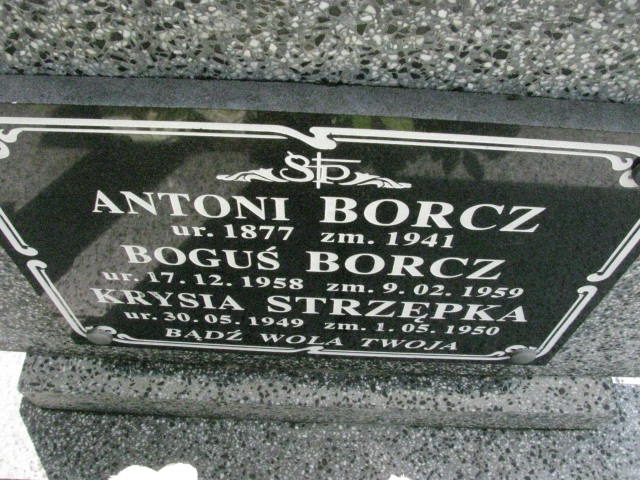 ŚP
ANTONI BORCZ
ur. 1877 zm. 1941
BOGUŚ BORCZ
ur. 17. 12. 1958 zm. 9. 02. 1959
KRYSIA STRZĘPKA
ur. 30. 05. 1949 zm. 1. 05. 1950
BĄDŹ WOLA TWOJA